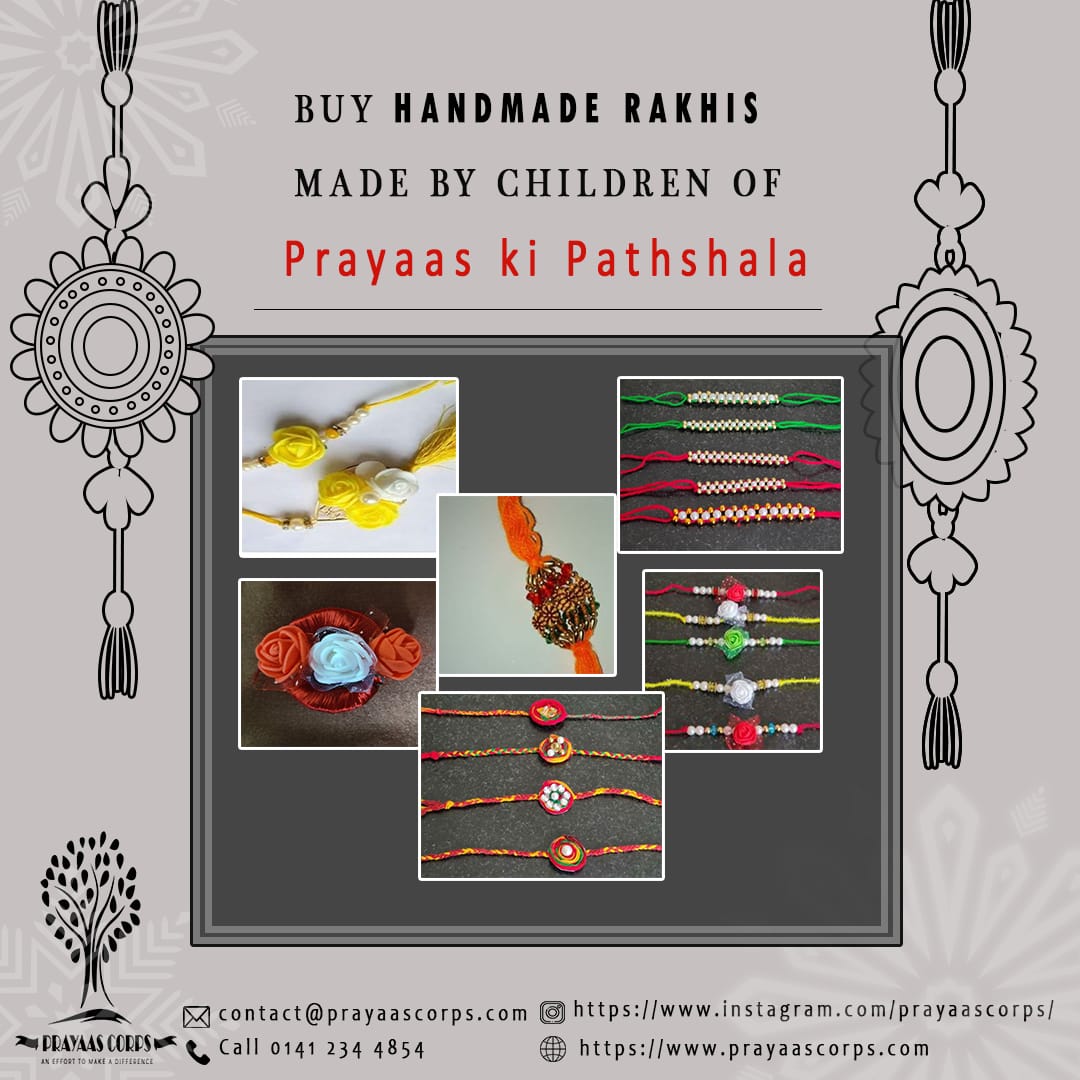 BUY HANDMADE RAKHIS
MADE BY CHILDREN OF
Prayaas ki Pathshala
contact@prayaascorps.com
https://www.instagram.com/prayaascorps/
Call 0141 234 4854
https://www.prayaascorps.com
PRAYAAS CORPS
AN EFFORT TO MAKE A DIFFERENCE